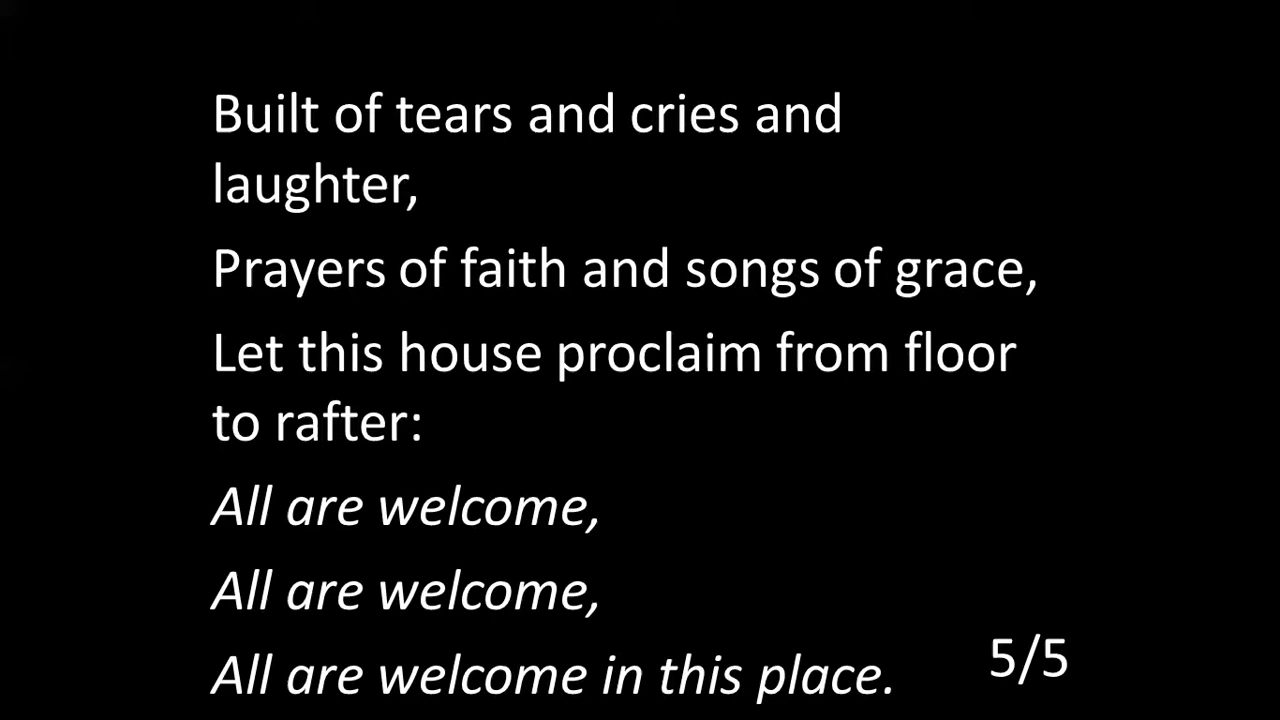 Built of tears and cries and
laughter,
Prayers of faith and songs of grace,
Let this house proclaim from floor
to rafter:
All are welcome,
All are welcome,
All are welcome in this place.
5/5